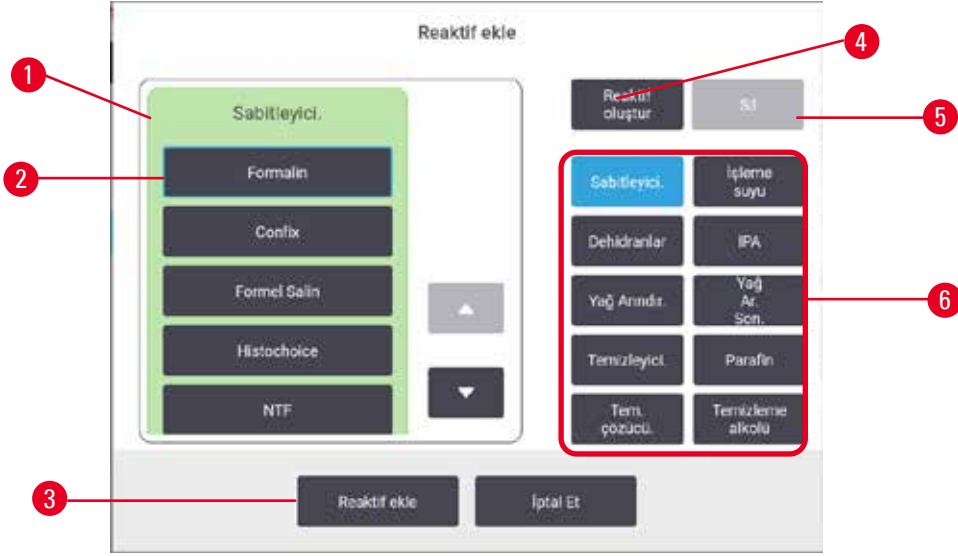 Reaktif ekle
4
1
Reaktif
oluştur
Sil
5
Sabitleyici.
2
Formalin
Confix
Formel Salin
Histochoice
NTF
Sabitleyici.
İşleme
suyu
Dehidranlar
IPA
Yağ Arındır.
Yağ
Ar.
Son.
6
Temizleyici.
Parafin
Tem.
çözücü.
Temizleme
alkolü
3
Reaktif ekle
İptal Et